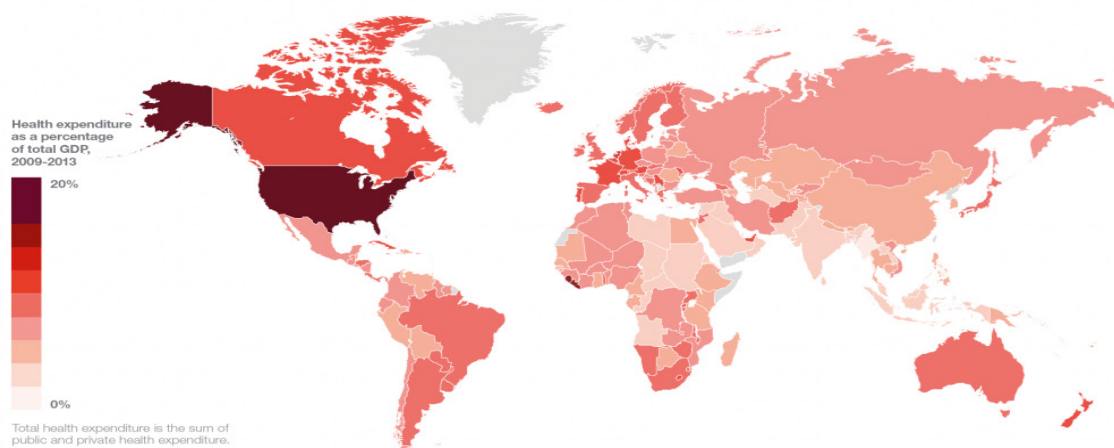 Health expenditure
as a percentage
of total GDP,
2009-2013
20%
0%
Total health expenditure is the sum of
public and private health expenditure.